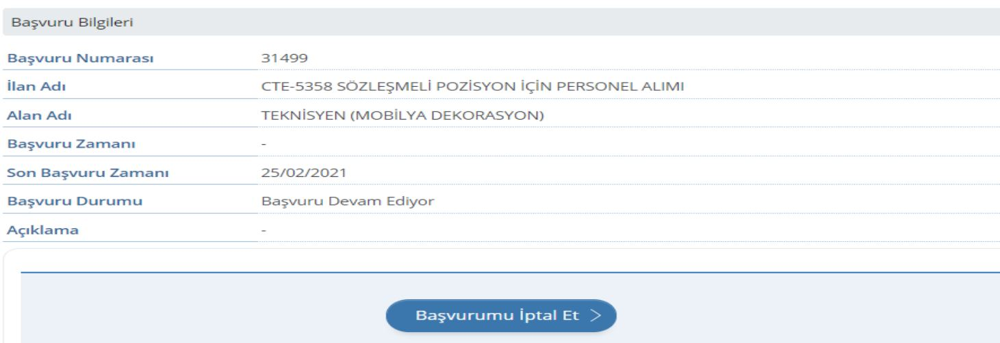 Başvuru Bilgileri
Başvuru Numarası 31499
İlan Adı CTE-5358 SÖZLEŞMELİ POZİSYON İÇİN PERSONEL ALIMI
Alan Adı TEKNİSYEN (MOBİLYA DEKORASYON)
Başvuru Zamanı -
Son Başvuru Zamanı 25/02/2021
Başvuru Durumu Başvuru Devam Ediyor
Açıklama -
Başvurumu İptal Et >